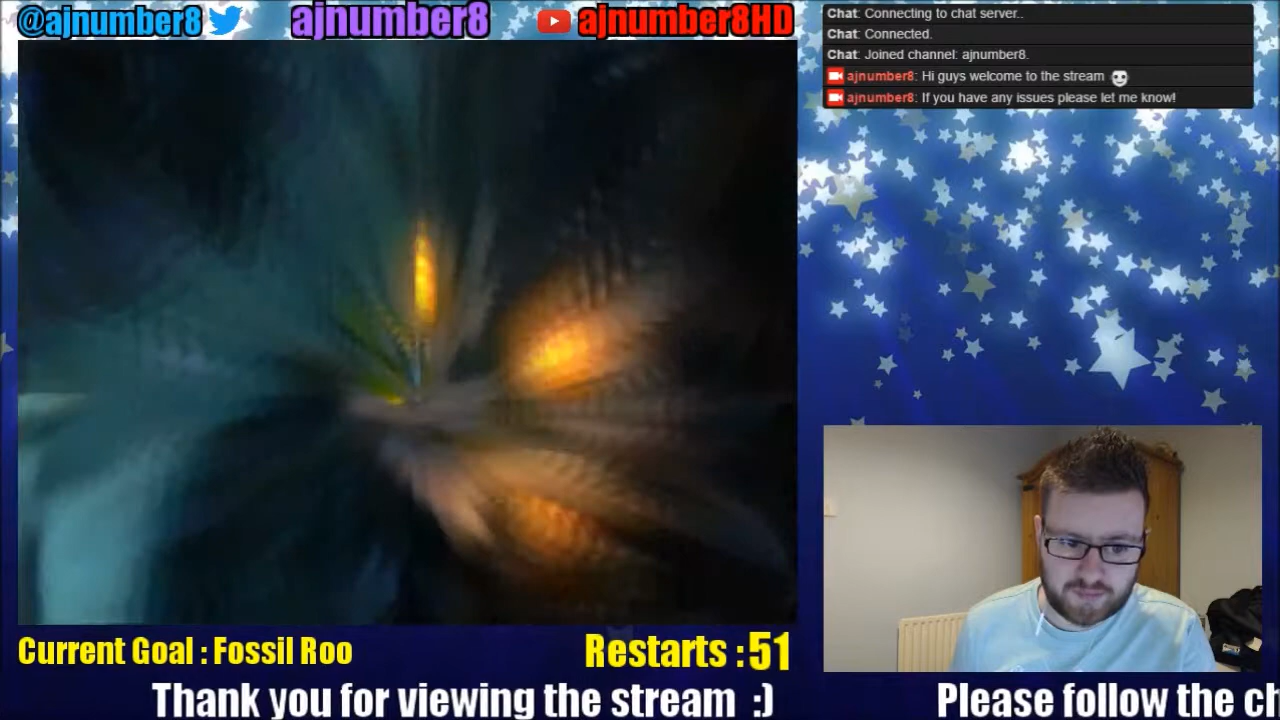 @ajnumber8
ajnumber8
ajnumber8HD
Chat: Connecting to chat server..
Chat: Connected.
Chat: Joined channel: ajnumber8.
ajnumber8: Hi guys welcome to the stream
ajnumber8: If you have any issues please let me know!
Current Goal : Fossil Roo
Restarts : 51
Thank you for viewing the stream :)
Please follow the ch